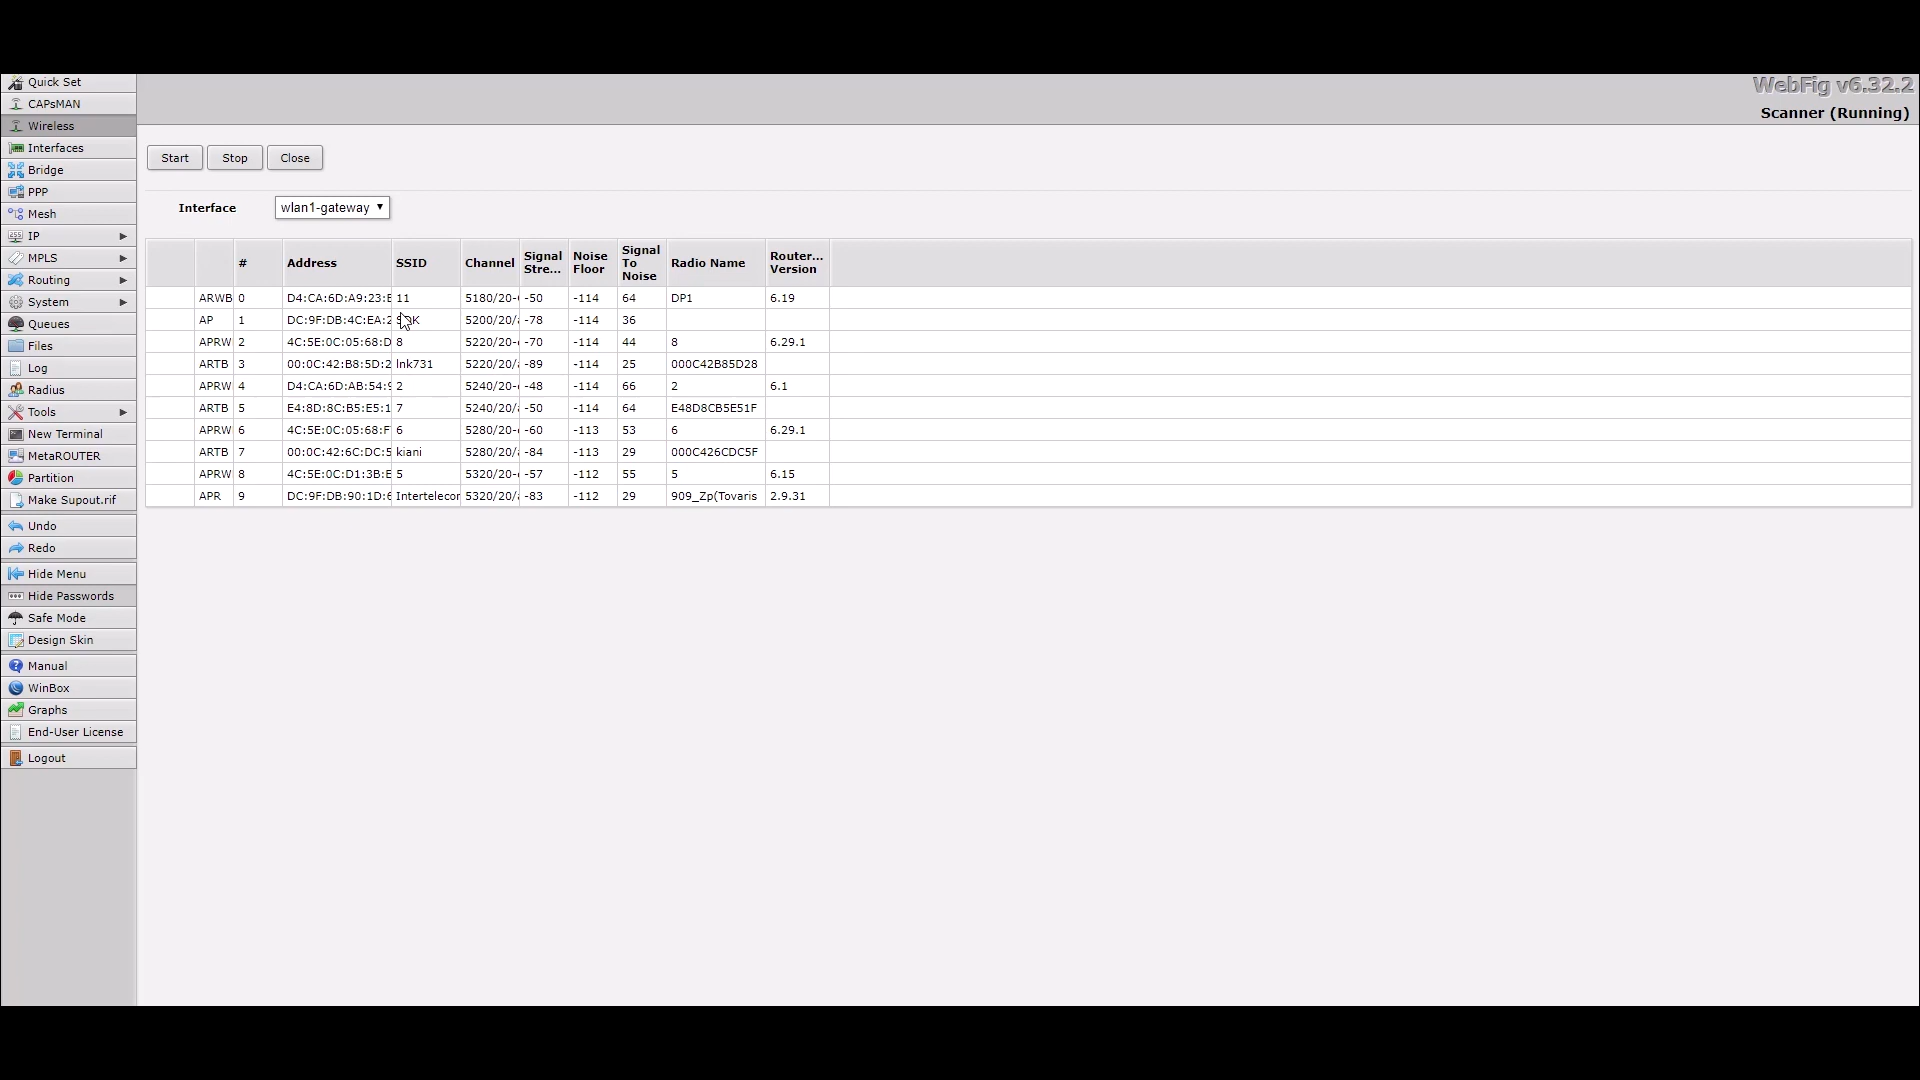 WebFig v6.32.2
Scanner (Running)
Quick Set
CAPsMAN
Wireless
Interfaces
Bridge
PPP
Mesh
IP
MPLS
Routing
System
Queues
Files
Log
Radius
Tools
New Terminal
MetaROUTER
Partition
Make Supout.rif
Undo
Redo
Hide Menu
Hide Passwords
Safe Mode
Design Skin
Manual
WinBox
Graphs
End-User License
Logout
Start Stop Close
Interface wlan1-gateway
# Address SSID Channel Signal Stre... Noise Floor Signal To Noise Radio Name Router... Version
ARWB 0 D4:CA:6D:A9:23:E 11 5180/20- -50 -114 64 DP1 6.19
AP 1 DC:9F:DB:4C:EA:2 5200/20/ -78 -114 36
APRW 2 4C:5E:0C:05:68:D 8 5220/20- -70 -114 44 8 6.29.1
ARTB 3 00:0C:42:B8:5D:2 lnk731 5220/20/ -89 -114 25 000C42B85D28
APRW 4 D4:CA:6D:AB:54:9 2 5240/20- -48 -114 66 2 6.1
ARTB 5 E4:8D:8C:B5:E5:1 7 5240/20/ -50 -114 64 E48D8CB5E51F
APRW 6 4C:5E:0C:05:68:F 6 5280/20- -60 -113 53 6 6.29.1
ARTB 7 00:0C:42:6C:DC:5 kiani 5280/20/ -84 -113 29 000C426CDC5F
APRW 8 4C:5E:0C:D1:3B:E 5 5320/20- -57 -112 55 5 6.15
APR 9 DC:9F:DB:90:1D:6 Intertelecor 5320/20/ -83 -112 29 909_Zp(Tovaris 2.9.31